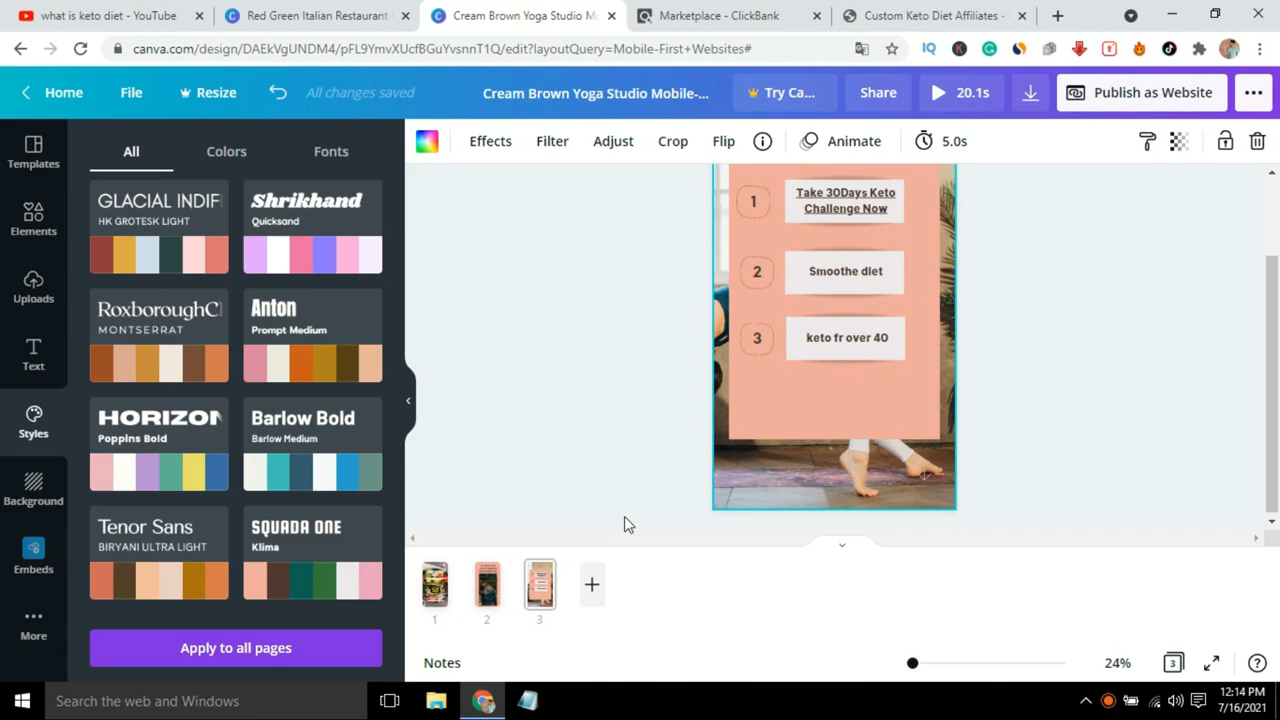 what is keto diet - YouTube
Red Green Italian Restaurant
Cream Brown Yoga Studio M
Marketplace - ClickBank
Custom Keto Diet Affiliates -
canva.com/design/DAEkVgUNDM4/pFL9YmvXUcfBGuYvsnnT1Q/edit?layoutQuery=Mobile-First+Websites#
Home
File
Resize
All changes saved
Cream Brown Yoga Studio Mobile-...
Try Ca...
Share
20.1s
Publish as Website
Templates
Elements
Uploads
Text
Styles
Background
Embeds
More
All
Colors
Fonts
GLACIAL INDIF
HK GROTESK LIGHT
Shrikhand
Quicksand
RoxboroughC
MONTSERRAT
Anton
Prompt Medium
HORIZON
Poppins Bold
Barlow Bold
Barlow Medium
Tenor Sans
BIRYANI ULTRA LIGHT
SQUADA ONE
Klima
Apply to all pages
Effects
Filter
Adjust
Crop
Flip
Animate
5.0s
1
Take 30Days Keto
Challenge Now
2
Smoothe diet
3
keto fr over 40
1
2
3
Notes
24%
3
Search the web and Windows
12:14 PM
7/16/2021